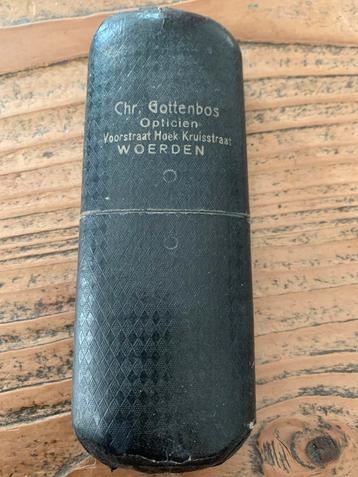 Chr. Gottenbos
Opticien
Voorstraat Hoek Kruisstraat
WOERDEN